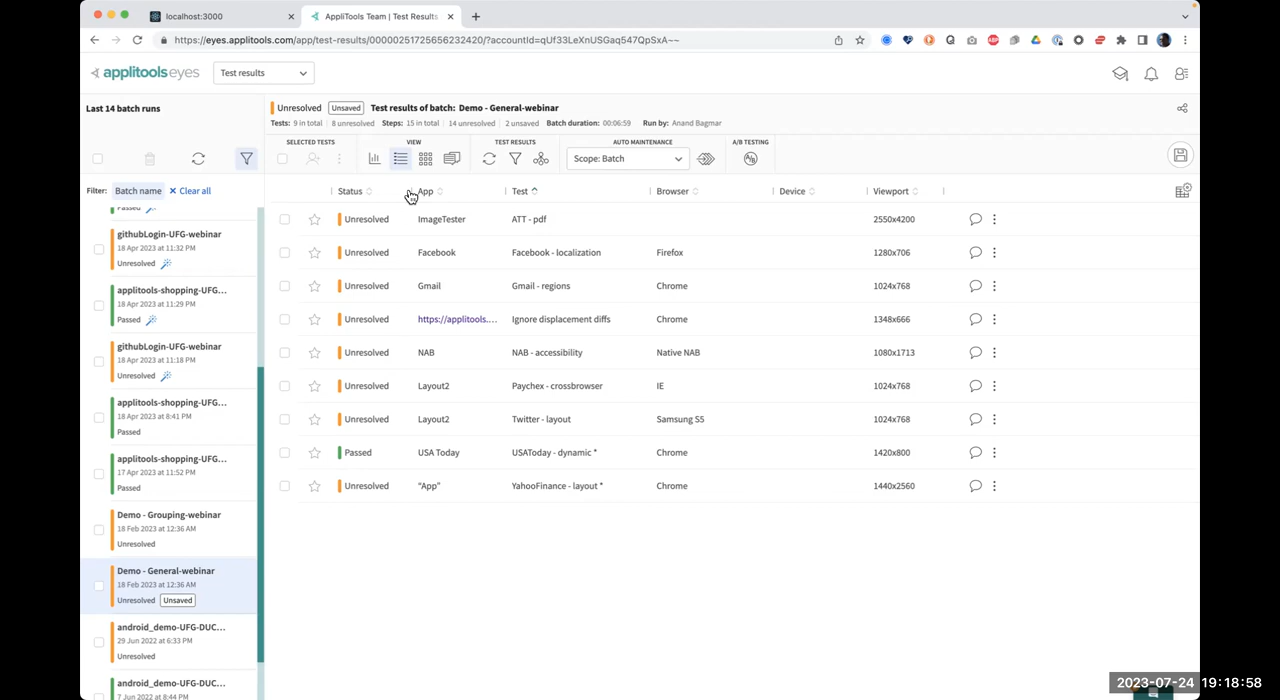 localhost:3000
AppliTools Team | Test Results
https://eyes.applitools.com/app/test-results/00000251725656232420/?accountId=qUf33LeXnUSGaq547QpSxA~~
applitools eyes
Test results
Last 14 batch runs
Unresolved Unsaved Test results of batch: Demo - General-webinar
Tests: 9 in total | 8 unresolved Steps: 15 in total | 14 unresolved | 2 unsaved Batch duration: 00:06:59 Run by: Anand Bagmar
SELECTED TESTS VIEW TEST RESULTS AUTO MAINTENANCE A/B TESTING
Scope: Batch
Filter: Batch name × Clear all
Passed
githubLogin-UFG-webinar
18 Apr 2023 at 11:32 PM
Unresolved
applitools-shopping-UFG...
18 Apr 2023 at 11:29 PM
Passed
githubLogin-UFG-webinar
18 Apr 2023 at 11:18 PM
Unresolved
applitools-shopping-UFG...
18 Apr 2023 at 8:41 PM
Passed
applitools-shopping-UFG...
17 Apr 2023 at 11:52 PM
Passed
Demo - Grouping-webinar
18 Feb 2023 at 12:36 AM
Unresolved
Demo - General-webinar
18 Feb 2023 at 12:36 AM
Unresolved Unsaved
android_demo-UFG-DUC...
29 Jun 2022 at 6:33 PM
Unresolved
android_demo-UFG-DUC...
7 Jun 2022 at 8:44 PM
Status App Test Browser Device Viewport
Unresolved ImageTester ATT - pdf 2550x4200
Unresolved Facebook Facebook - localization Firefox 1280x706
Unresolved Gmail Gmail - regions Chrome 1024x768
Unresolved https://applitools.... Ignore displacement diffs Chrome 1348x666
Unresolved NAB NAB - accessibility Native NAB 1080x1713
Unresolved Layout2 Paychex - crossbrowser IE 1024x768
Unresolved Layout2 Twitter - layout Samsung S5 1024x768
Passed USA Today USAToday - dynamic * Chrome 1420x800
Unresolved "App" YahooFinance - layout * Chrome 1440x2560
2023-07-24 19:18:58